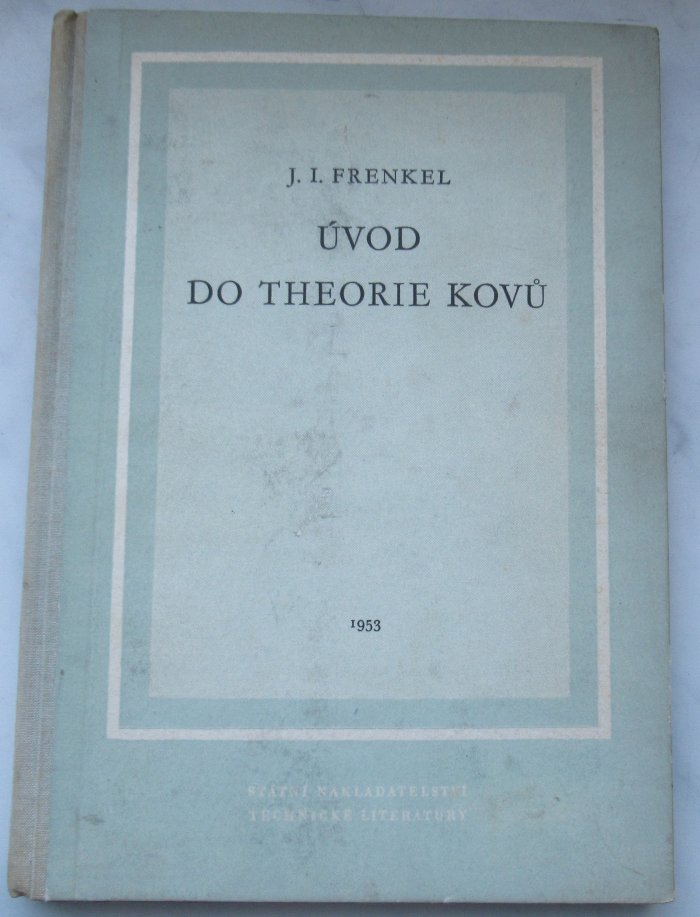 J. I. FRENKEL
ÚVOD
DO THEORIE KOVŮ
1953
STÁTNÍ NAKLADATELSTVÍ
TECHNICKÉ LITERATURY